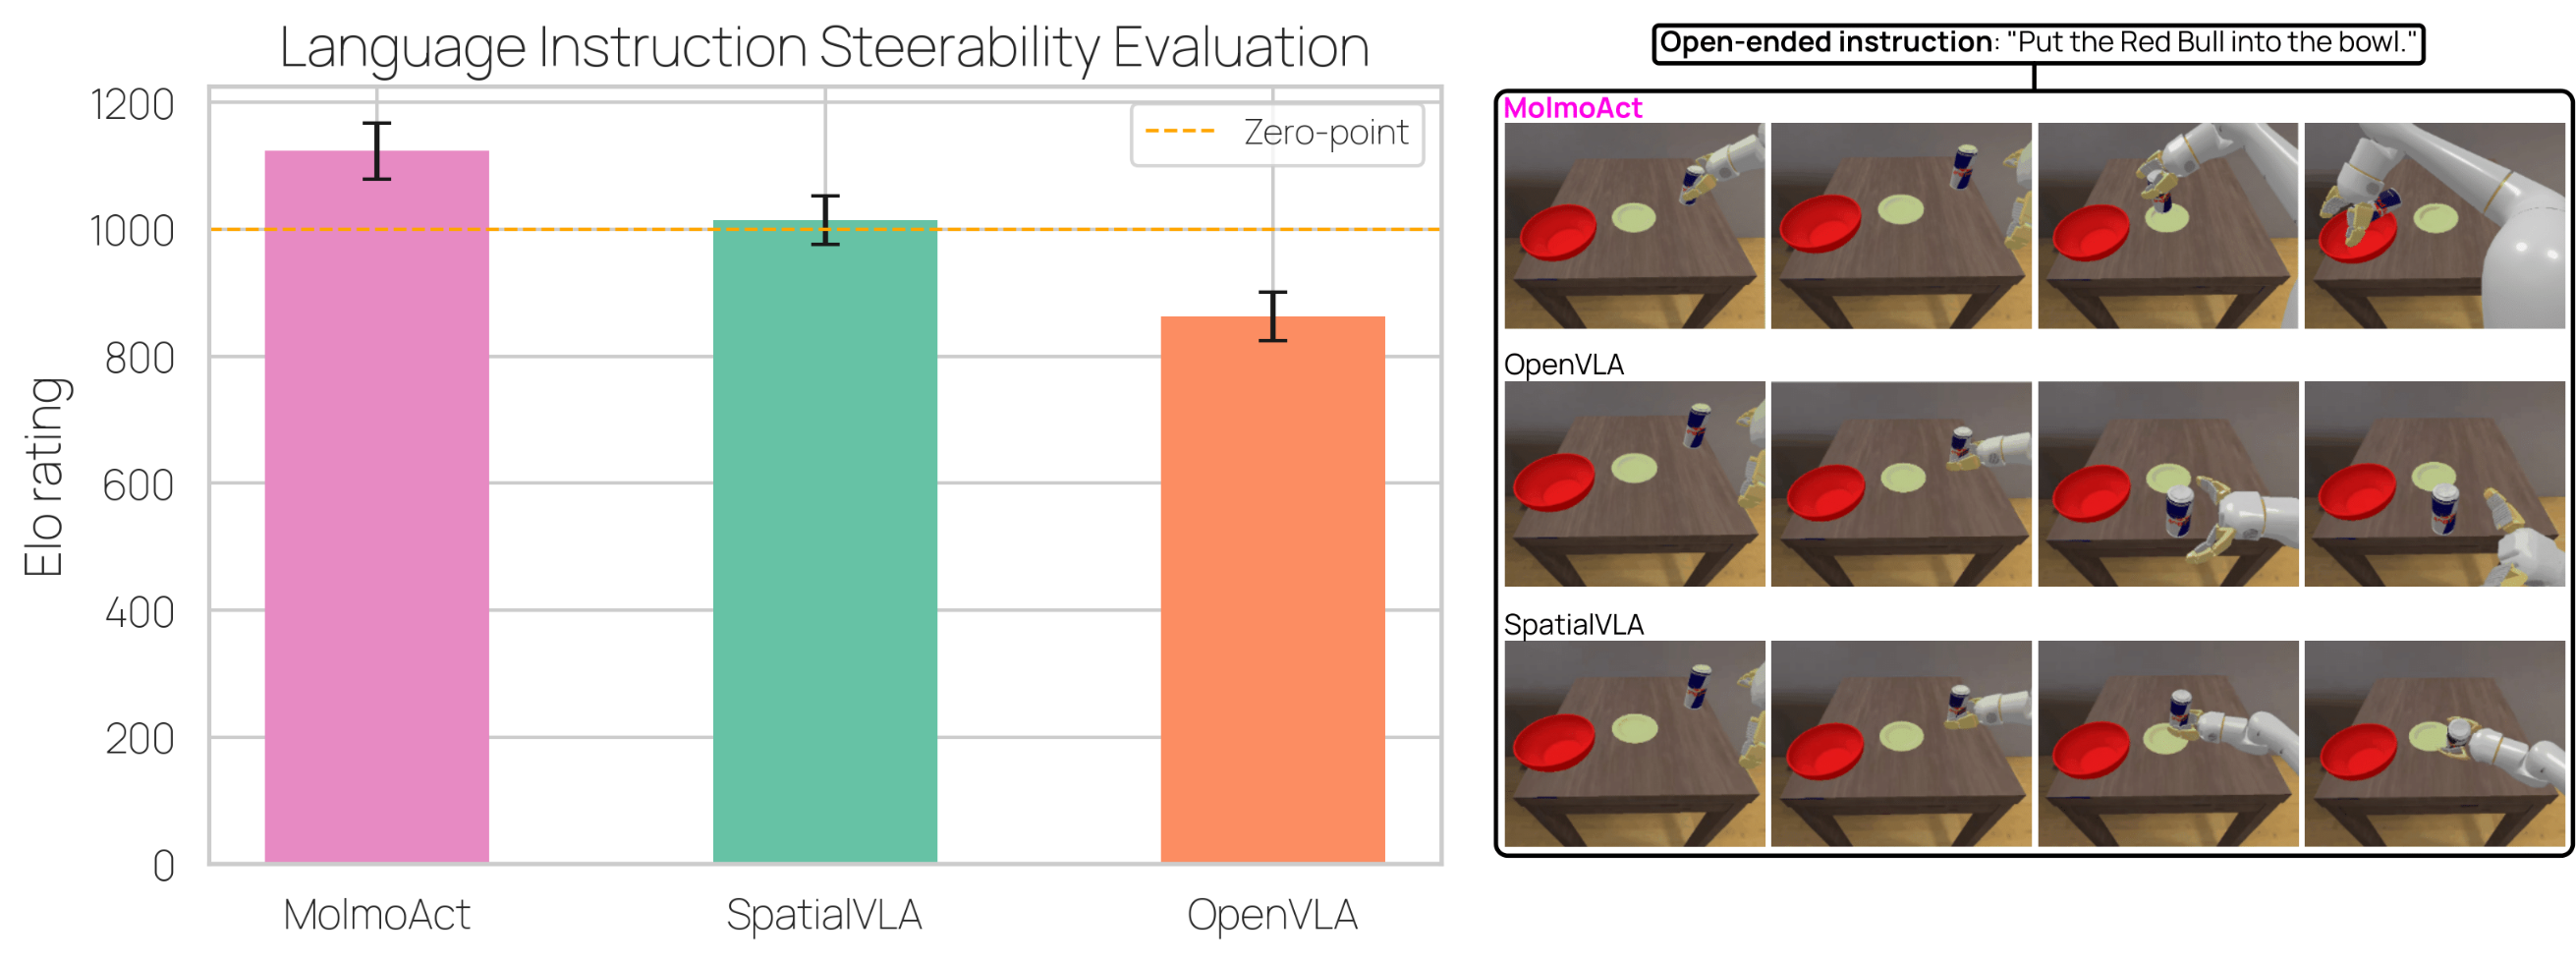 Language Instruction Steerability Evaluation
Elo rating
1200
1000
800
600
400
200
0
Zero-point
MolmoAct
SpatialVLA
OpenVLA
Open-ended instruction: "Put the Red Bull into the bowl."
MolmoAct
OpenVLA
SpatialVLA